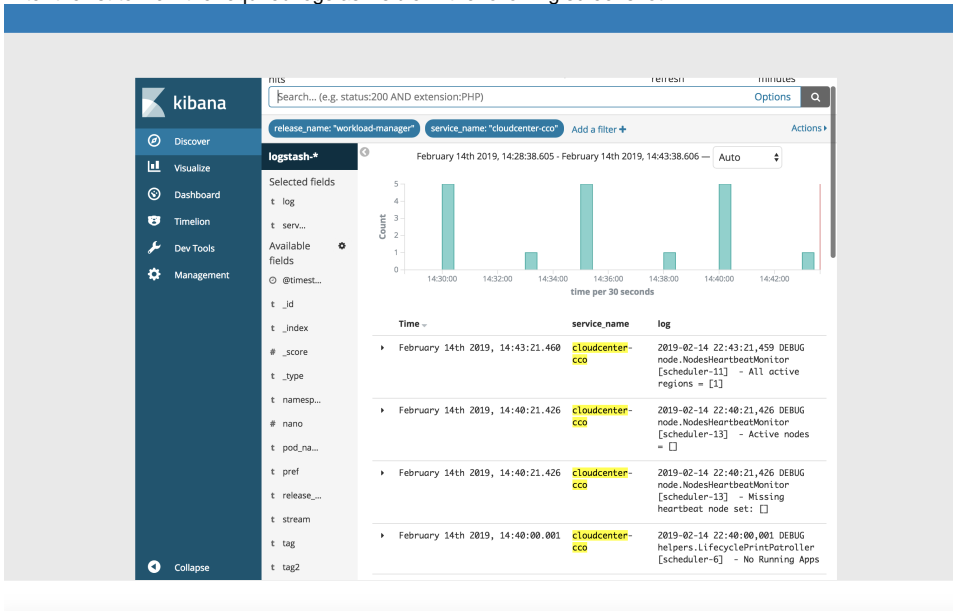 hits
refresh
minutes
Search... (e.g. status:200 AND extension:PHP)
Options
kibana
Discover
Visualize
Dashboard
Timelion
Dev Tools
Management
Collapse
release_name: "workload-manager"
service_name: "cloudcenter-cco"
Add a filter +
Actions
logstash-*
Selected fields
t log
t serv...
Available
fields
@timest...
t _id
t _index
# _score
t _type
t namesp...
# nano
t pod_na...
t pref
t release_...
t stream
t tag
t tag2
February 14th 2019, 14:28:38.605 - February 14th 2019, 14:43:38.606 —
Auto
Count
5
4
3
2
1
0
14:30:00
14:32:00
14:34:00
14:36:00
14:38:00
14:40:00
14:42:00
time per 30 seconds
Time
service_name
log
February 14th 2019, 14:43:21.460
cloudcenter-
cco
2019-02-14 22:43:21,459 DEBUG
node.NodesHeartbeatMonitor
[scheduler-11] - All active
regions = [1]
February 14th 2019, 14:40:21.426
cloudcenter-
cco
2019-02-14 22:40:21,426 DEBUG
node.NodesHeartbeatMonitor
[scheduler-13] - Active nodes
= []
February 14th 2019, 14:40:21.426
cloudcenter-
cco
2019-02-14 22:40:21,426 DEBUG
node.NodesHeartbeatMonitor
[scheduler-13] - Missing
heartbeat node set: []
February 14th 2019, 14:40:00.001
cloudcenter-
cco
2019-02-14 22:40:00,001 DEBUG
helpers.LifecyclePrintPatroller
[scheduler-6] - No Running Apps